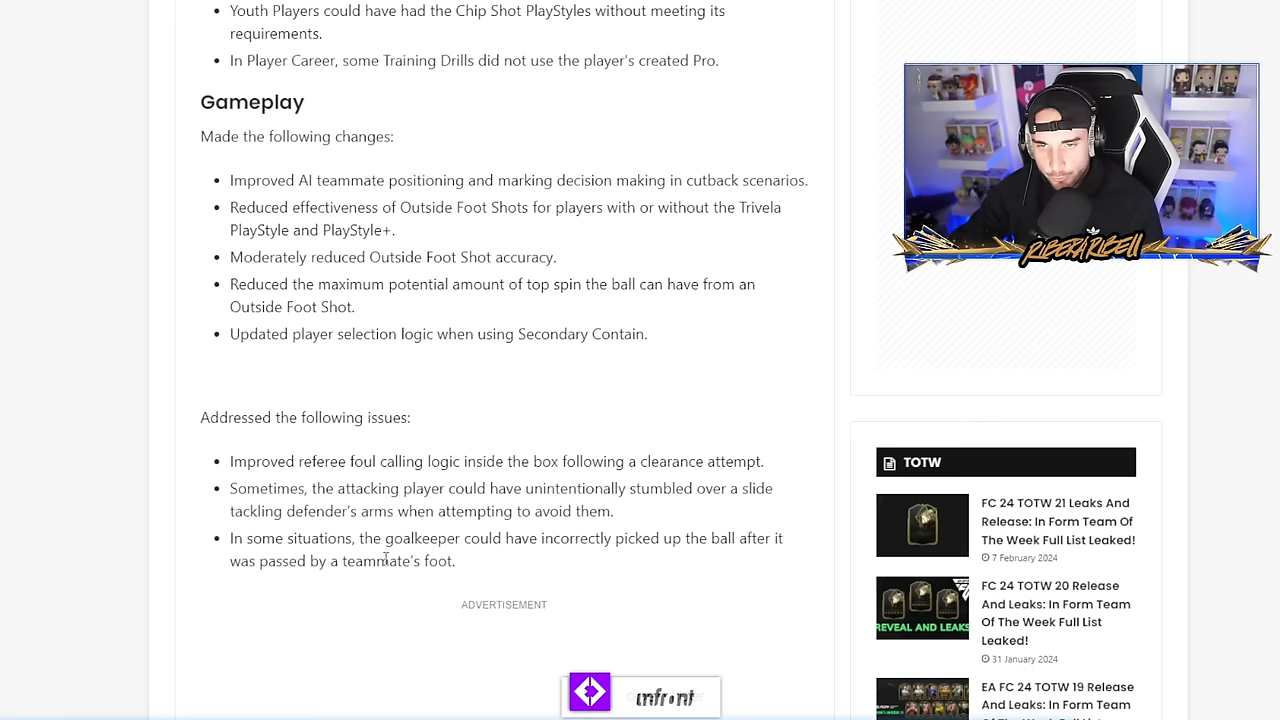 Youth Players could have had the Chip Shot PlayStyles without meeting its
requirements.
In Player Career, some Training Drills did not use the player's created Pro.
Gameplay
Made the following changes:
Improved AI teammate positioning and marking decision making in cutback scenarios.
Reduced effectiveness of Outside Foot Shots for players with or without the Trivela
PlayStyle and PlayStyle+.
Moderately reduced Outside Foot Shot accuracy.
Reduced the maximum potential amount of top spin the ball can have from an
Outside Foot Shot.
Updated player selection logic when using Secondary Contain.
Addressed the following issues:
Improved referee foul calling logic inside the box following a clearance attempt.
Sometimes, the attacking player could have unintentionally stumbled over a slide
tackling defender's arms when attempting to avoid them.
In some situations, the goalkeeper could have incorrectly picked up the ball after it
was passed by a teammate's foot.
ADVERTISEMENT
RIBERARIBELL
TOTW
FC 24 TOTW 21 Leaks And
Release: In Form Team Of
The Week Full List Leaked!
7 February 2024
REVEAL AND LEAKS
FC 24 TOTW 20 Release
And Leaks: In Form Team
Of The Week Full List
Leaked!
31 January 2024
EA FC 24 TOTW 19 Release
And Leaks: In Form Team